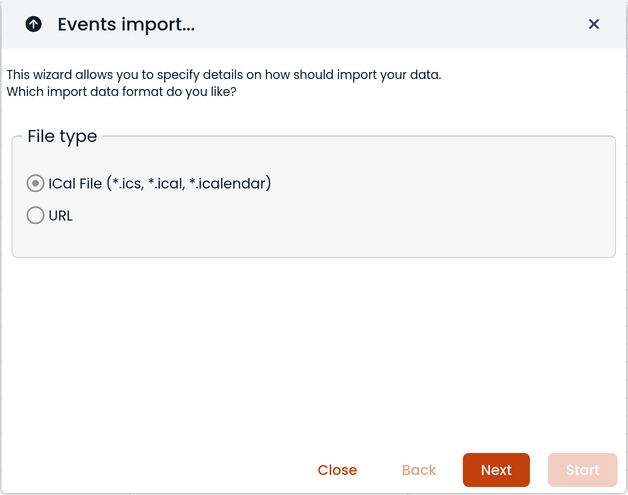 Events import...
This wizard allows you to specify details on how should import your data.
Which import data format do you like?
File type
ICal File (*.ics, *.ical, *.icalendar)
URL
Close Back Next Start